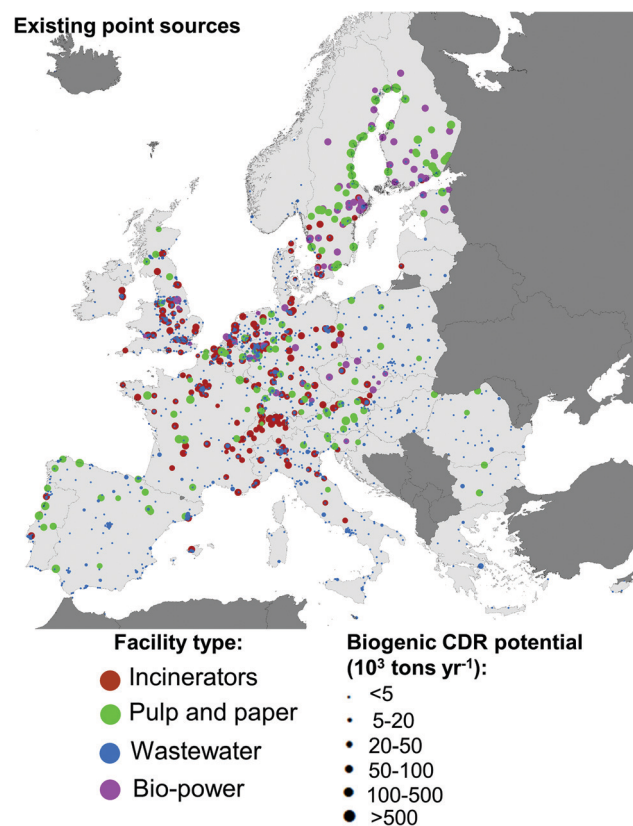 Existing point sources
Facility type:
Incinerators
Pulp and paper
Wastewater
Bio-power
Biogenic CDR potential
(10³ tons yr⁻¹):
<5
5-20
20-50
50-100
100-500
>500